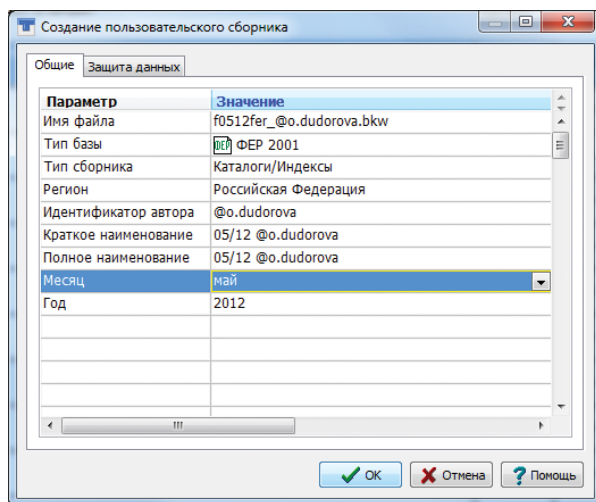 Создание пользовательского сборника
Общие Защита данных
Параметр Значение
Имя файла f0512fer_@o.dudorova.bkw
Тип базы ФЕР 2001
Тип сборника Каталоги/Индексы
Регион Российская Федерация
Идентификатор автора @o.dudorova
Краткое наименование 05/12 @o.dudorova
Полное наименование 05/12 @o.dudorova
Месяц май
Год 2012
OK Отмена Помощь